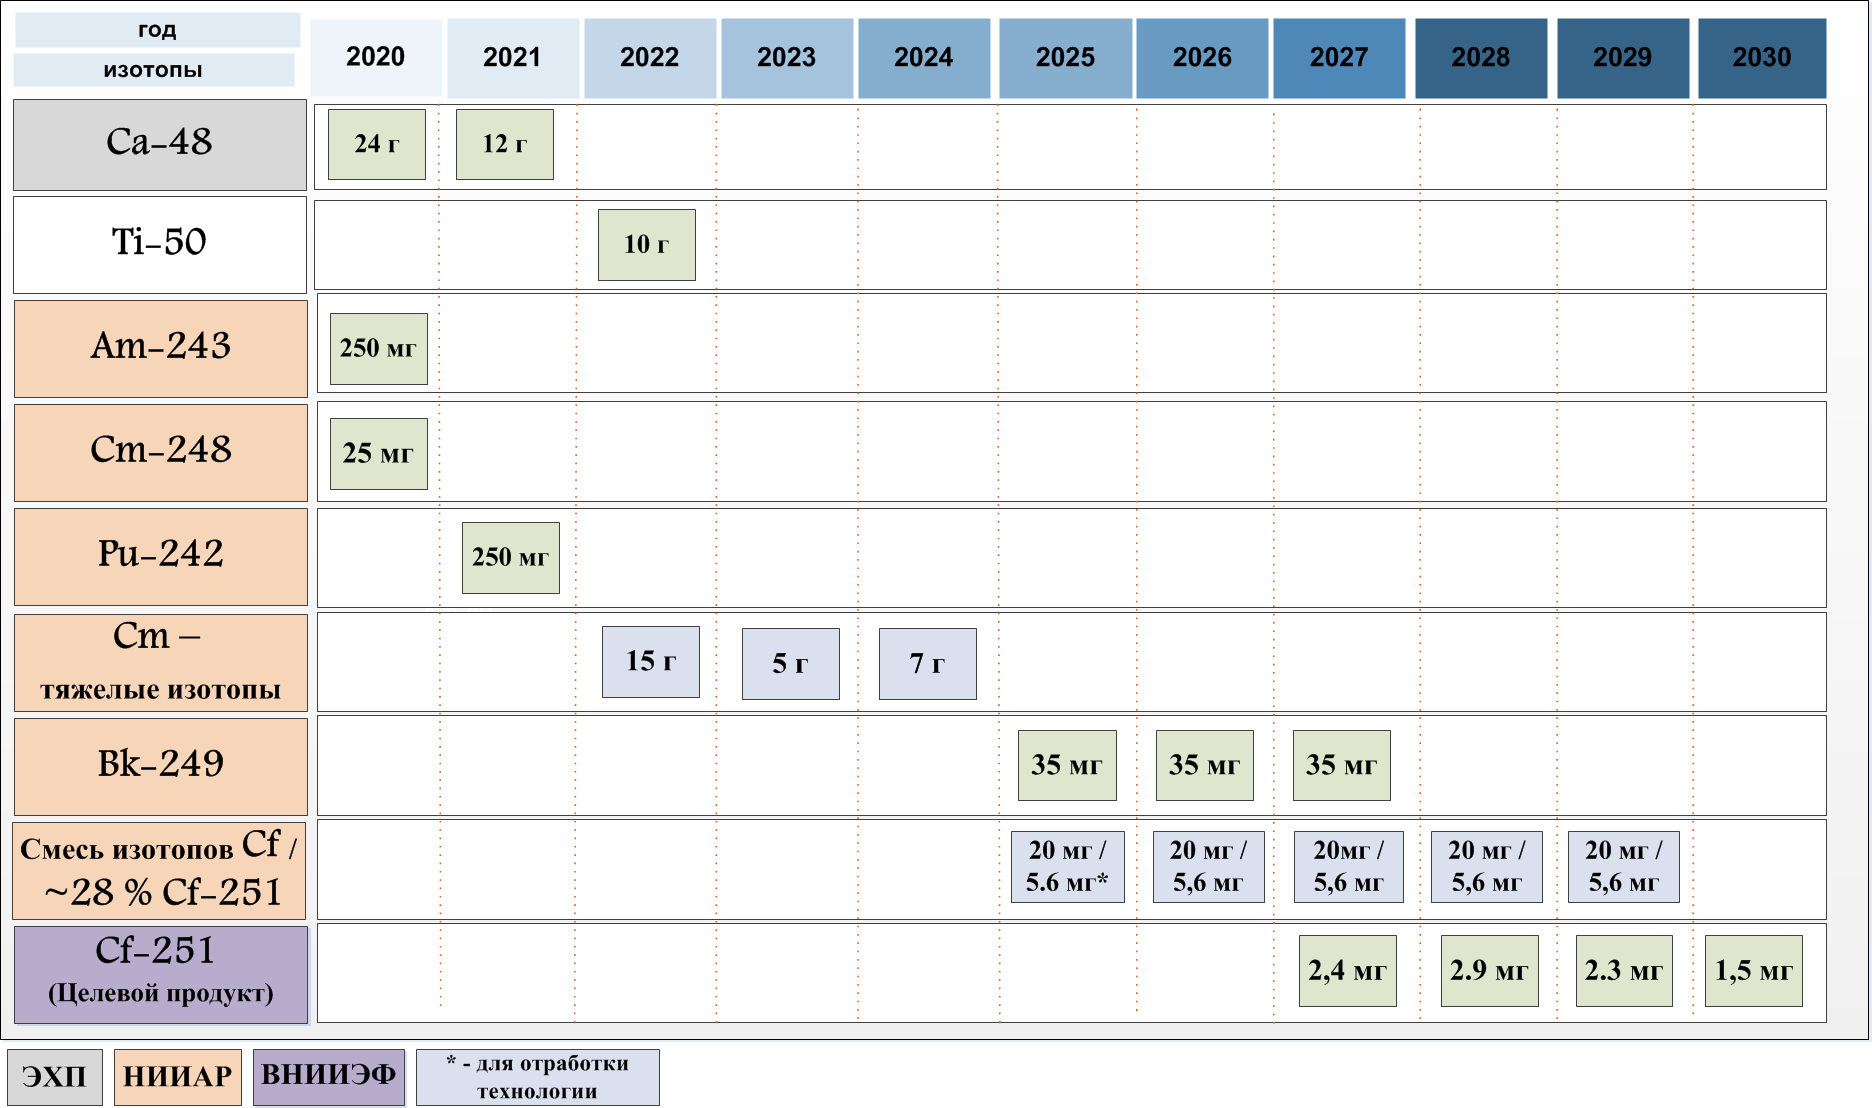 год
изотопы
2020 2021 2022 2023 2024 2025 2026 2027 2028 2029 2030
Ca-48 24 г 12 г
Ti-50 10 г
Am-243 250 мг
Cm-248 25 мг
Pu-242 250 мг
Cm –
тяжелые изотопы
15 г 5 г 7 г
Bk-249 35 мг 35 мг 35 мг
Смесь изотопов Cf /
~28 % Cf-251
20 мг / 20 мг / 20мг / 20 мг / 20 мг /
5.6 мг* 5,6 мг 5,6 мг 5,6 мг 5,6 мг
Cf-251
(Целевой продукт)
2,4 мг 2.9 мг 2.3 мг 1,5 мг
ЭХП НИИАР ВНИИЭФ
* - для отработки
технологии